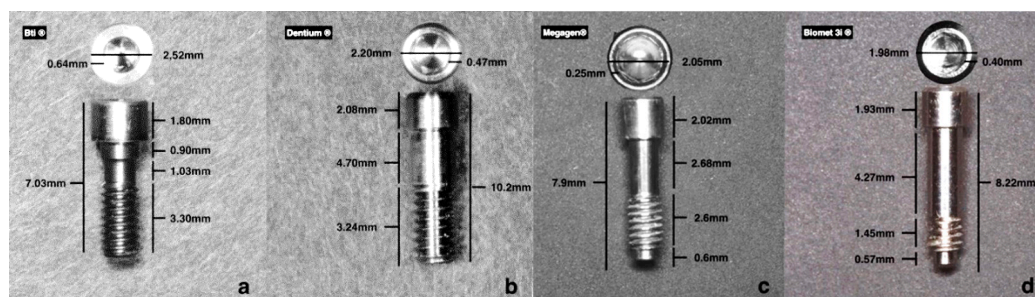 Bti ®
0.64mm
2,52mm
1.80mm
0.90mm
1.03mm
7.03mm
3.30mm
a
Dentium ®
2.20mm
0.47mm
2.08mm
4.70mm
10.2mm
3.24mm
b
Megagen®
2.05mm
0.25mm
2.02mm
2.68mm
7.9mm
2.6mm
0.6mm
c
Biomet 3i ®
1.98mm
0.40mm
1.93mm
4.27mm
8.22mm
1.45mm
0.57mm
d